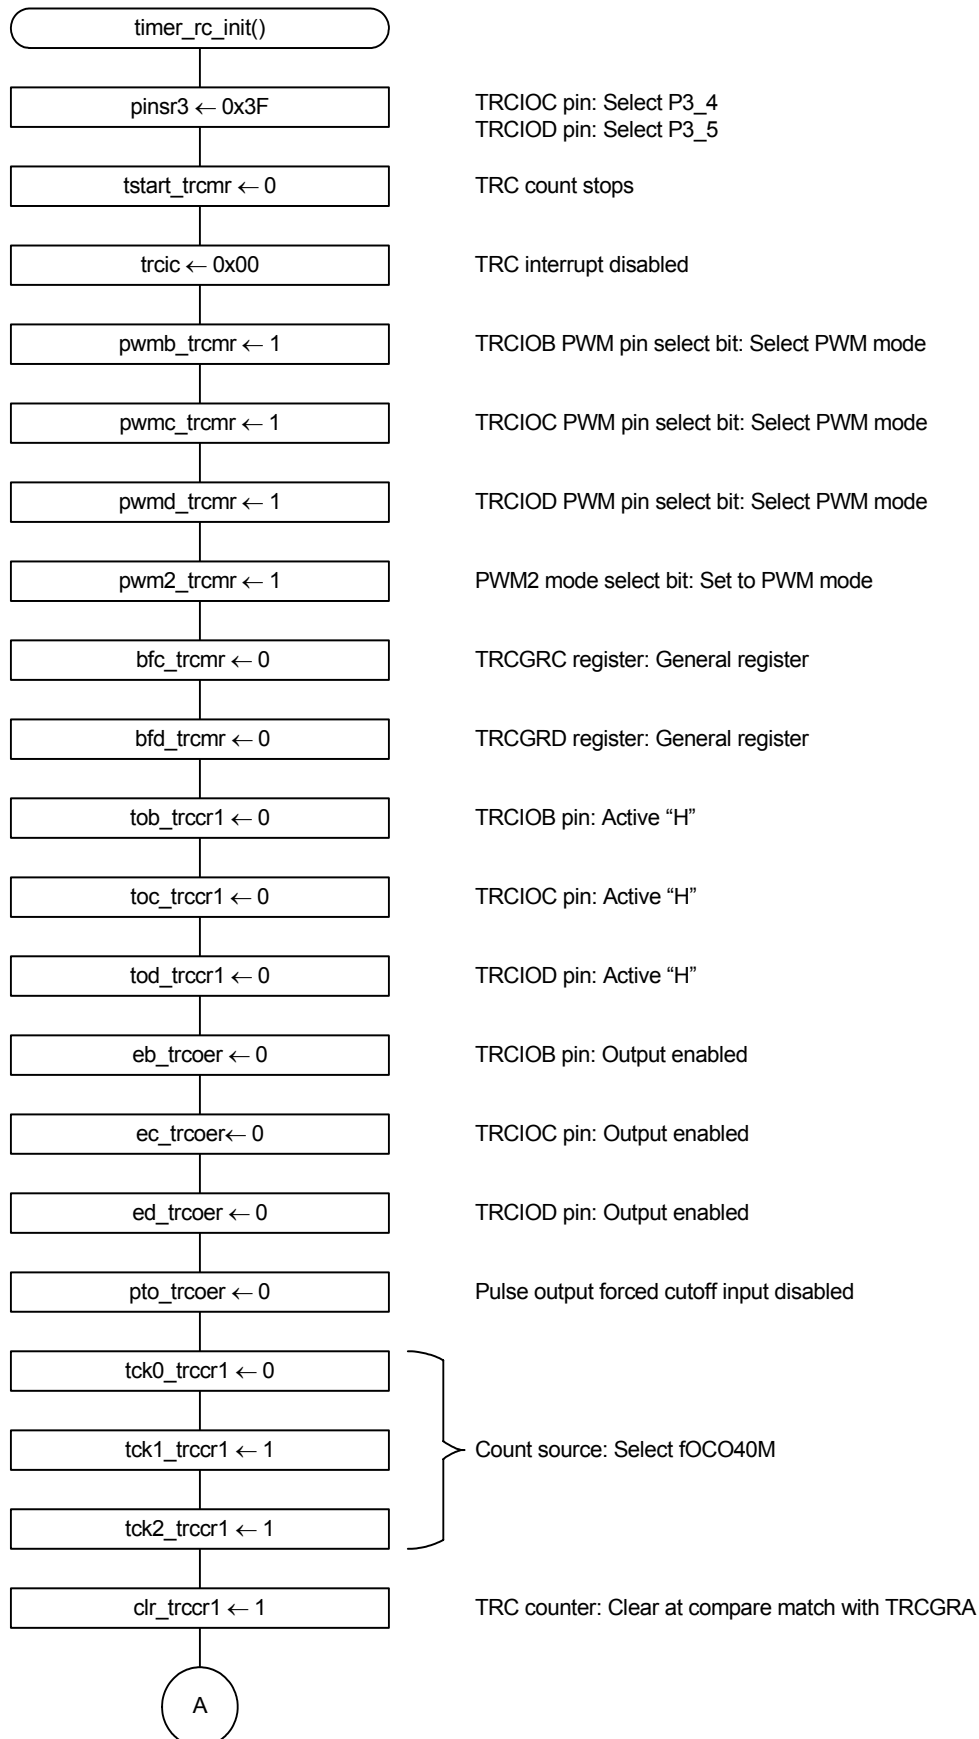 timer_rc_init()
pinsr3 ← 0x3F
TRCIOC pin: Select P3_4
TRCIOD pin: Select P3_5
tstart_trcmr ← 0
TRC count stops
trcic ← 0x00
TRC interrupt disabled
pwmb_trcmr ← 1
TRCIOB PWM pin select bit: Select PWM mode
pwmc_trcmr ← 1
TRCIOC PWM pin select bit: Select PWM mode
pwmd_trcmr ← 1
TRCIOD PWM pin select bit: Select PWM mode
pwm2_trcmr ← 1
PWM2 mode select bit: Set to PWM mode
bfc_trcmr ← 0
TRCGRC register: General register
bfd_trcmr ← 0
TRCGRD register: General register
tob_trccr1 ← 0
TRCIOB pin: Active “H”
toc_trccr1 ← 0
TRCIOC pin: Active “H”
tod_trccr1 ← 0
TRCIOD pin: Active “H”
eb_trcoer ← 0
TRCIOB pin: Output enabled
ec_trcoer← 0
TRCIOC pin: Output enabled
ed_trcoer ← 0
TRCIOD pin: Output enabled
pto_trcoer ← 0
Pulse output forced cutoff input disabled
tck0_trccr1 ← 0
tck1_trccr1 ← 1
Count source: Select fOCO40M
tck2_trccr1 ← 1
clr_trccr1 ← 1
TRC counter: Clear at compare match with TRCGRA
A